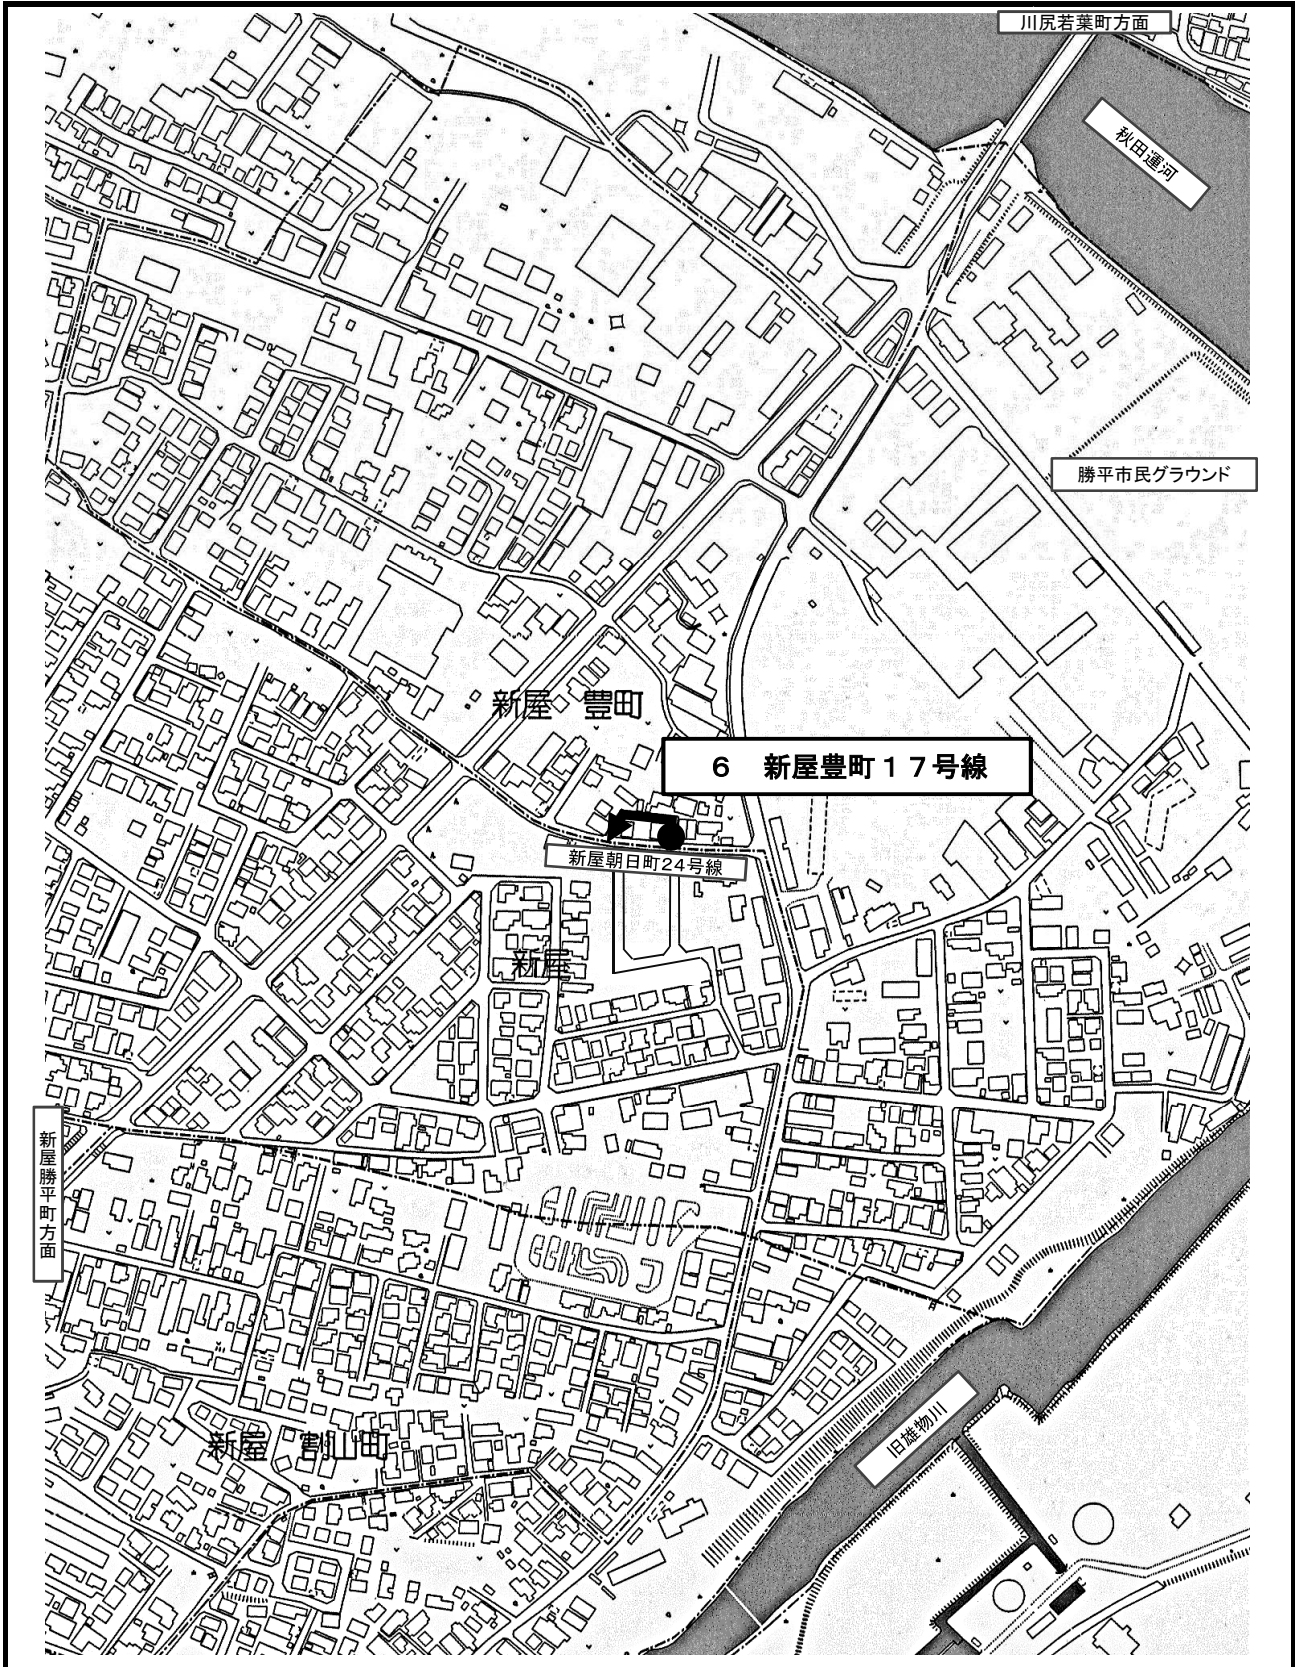 川尻若葉町方面
秋田運河
勝平市民グラウンド
新屋 豊町
6 新屋豊町17号線
新屋朝日町24号線
新屋
新屋勝平町方面
新屋 割山町
旧雄物川